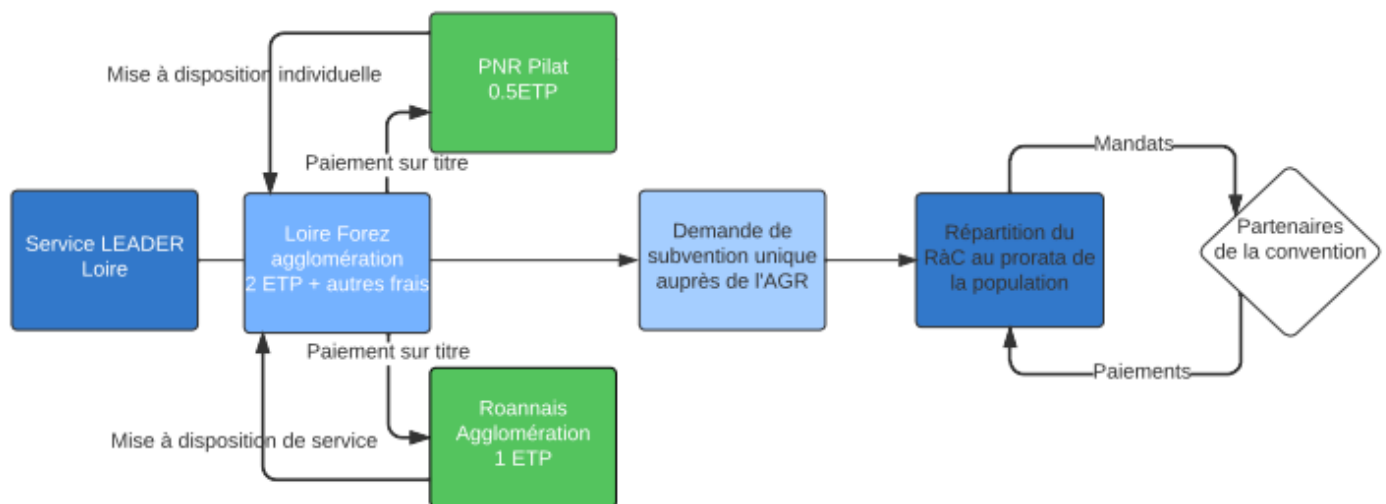 PNR Pilat
0.5ETP
Mise à disposition individuelle
Paiement sur titre
Service LEADER
Loire
Loire Forez
agglomération
2 ETP + autres frais
Demande de
subvention unique
auprès de l'AGR
Répartition du
RàC au prorata de
la population
Mandats
Partenaires
de la convention
Paiements
Paiement sur titre
Mise à disposition de service
Roannais
Agglomération
1 ETP